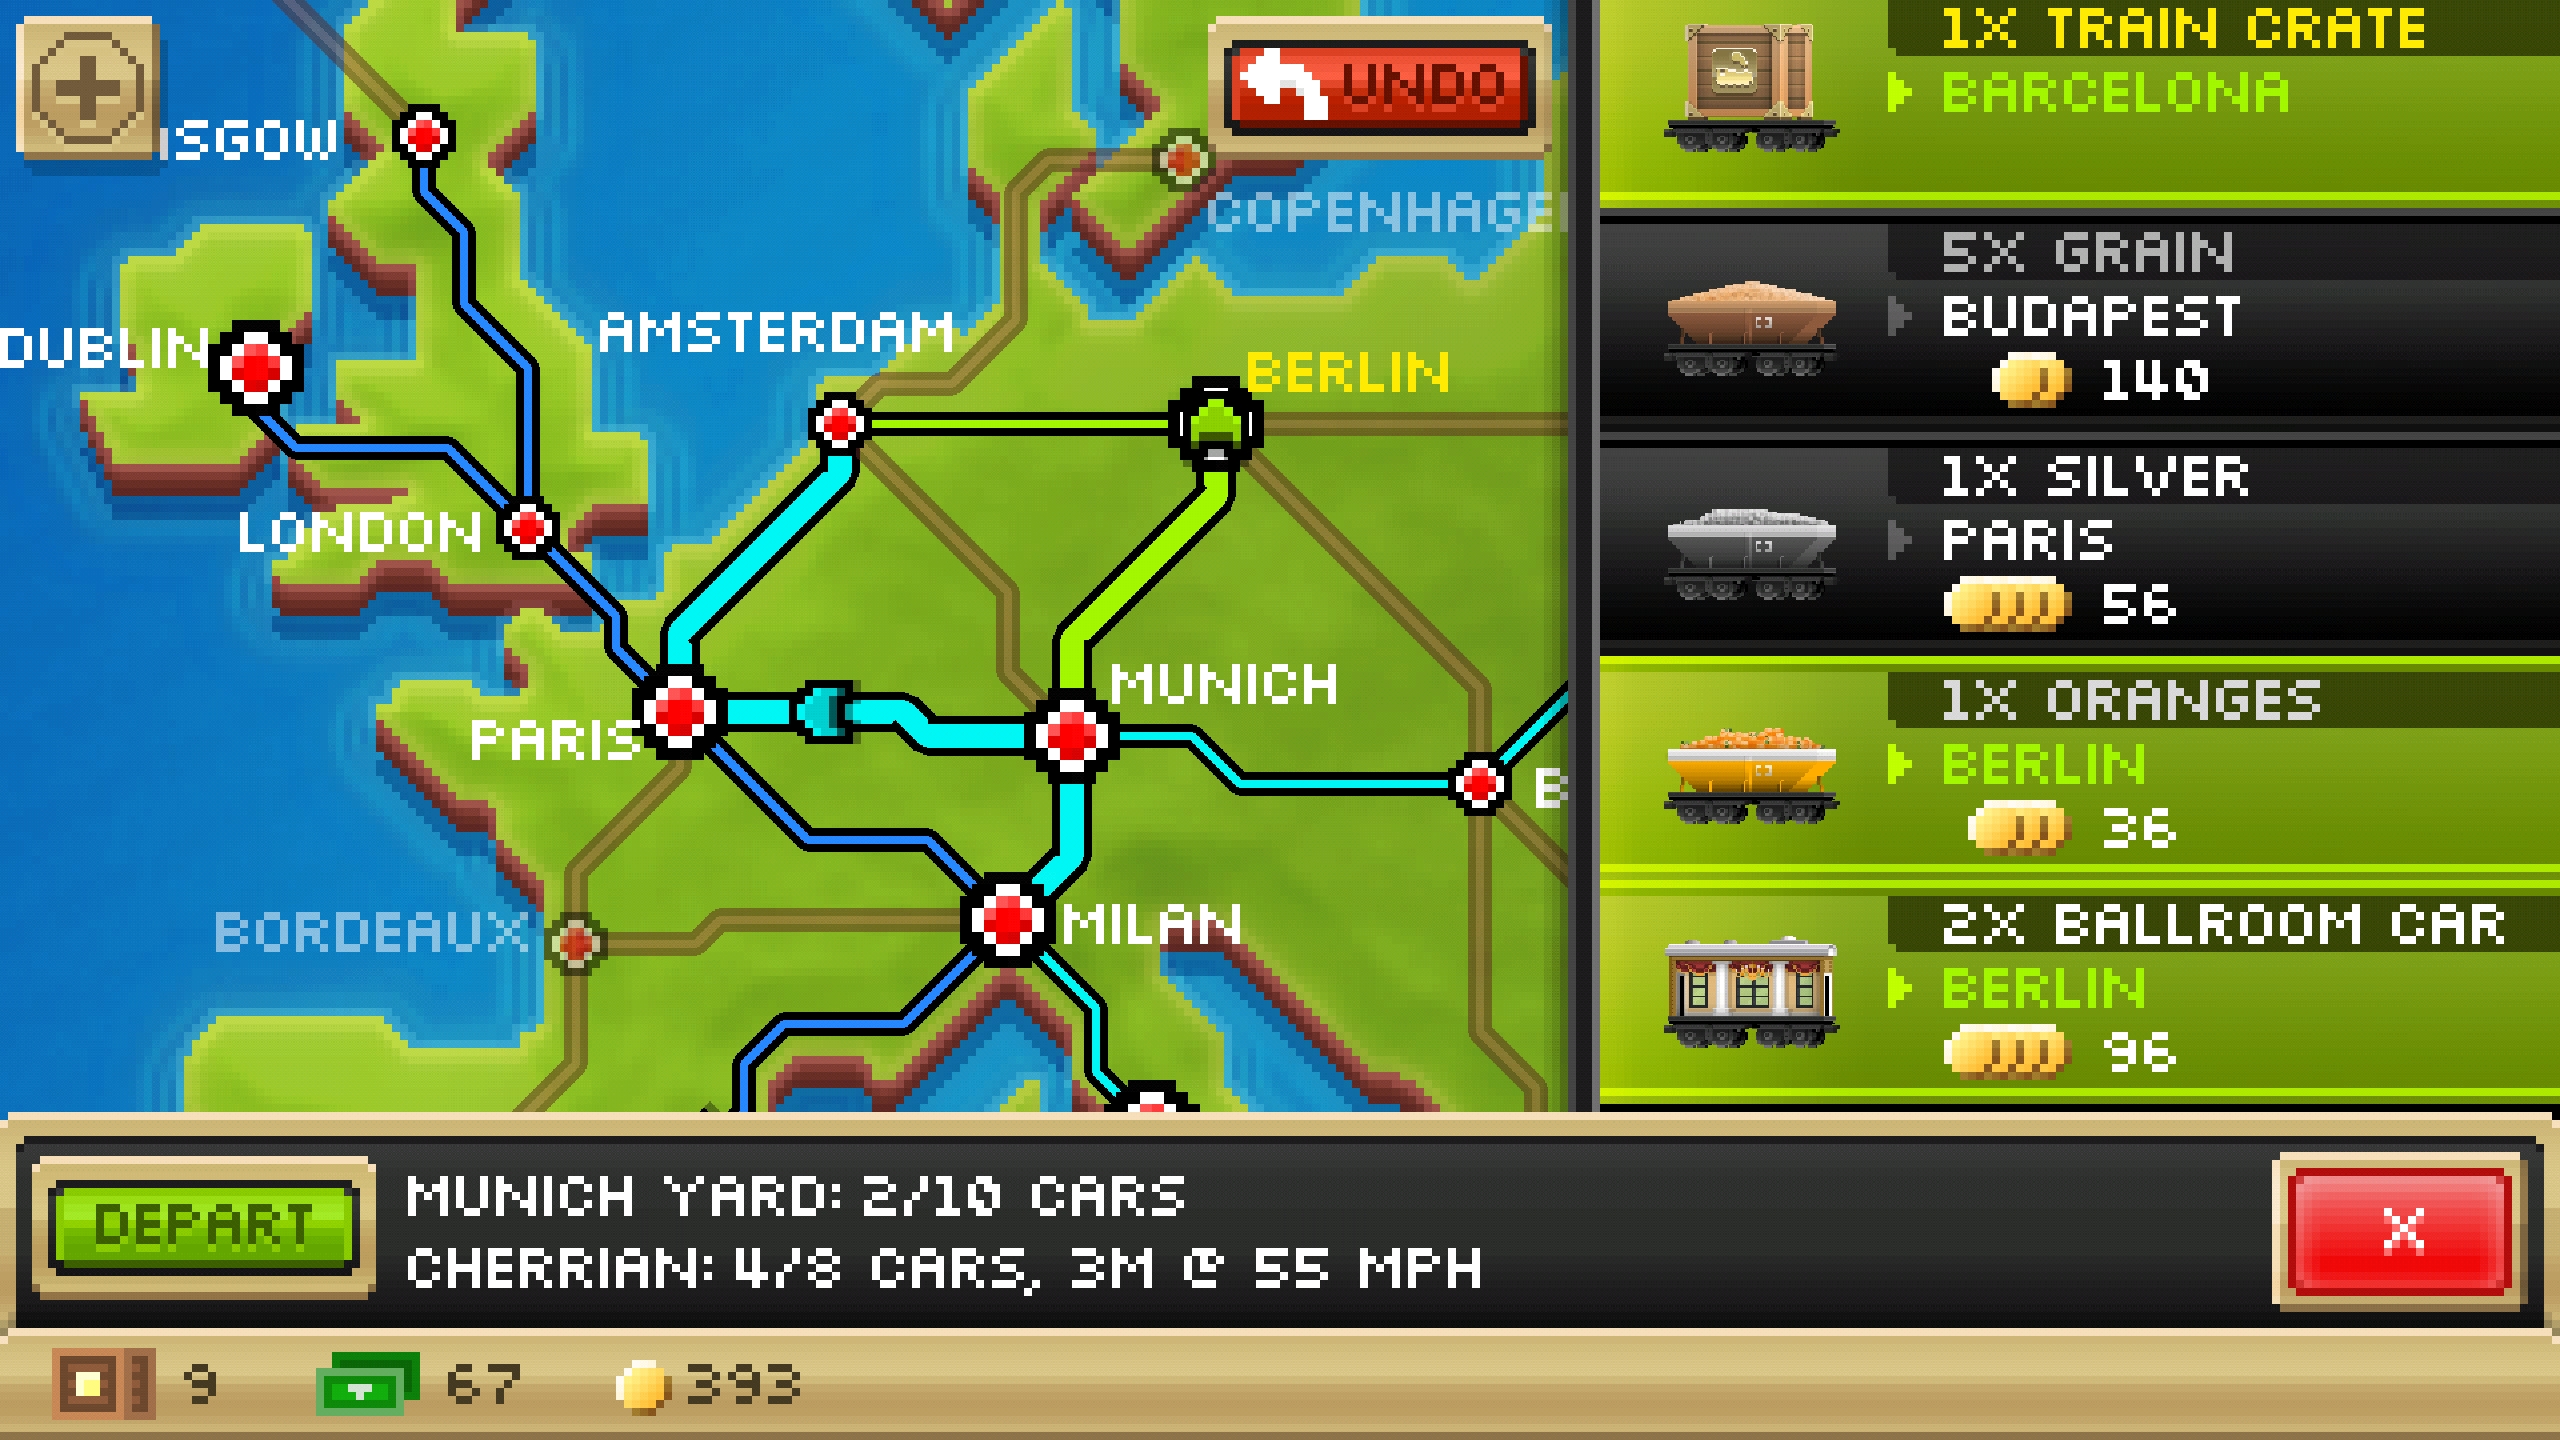 SGOW
UNDO
COPENHAGE
DUBLIN
AMSTERDAM
BERLIN
LONDON
PARIS
MUNICH
B
BORDEAUX
MILAN
1X TRAIN CRATE
BARCELONA
5X GRAIN
BUDAPEST
140
1X SILVER
PARIS
56
1X ORANGES
BERLIN
36
2X BALLROOM CAR
BERLIN
96
DEPART
MUNICH YARD: 2/10 CARS
CHERRIAN: 4/8 CARS, 3M @ 55 MPH
X
9 67 393